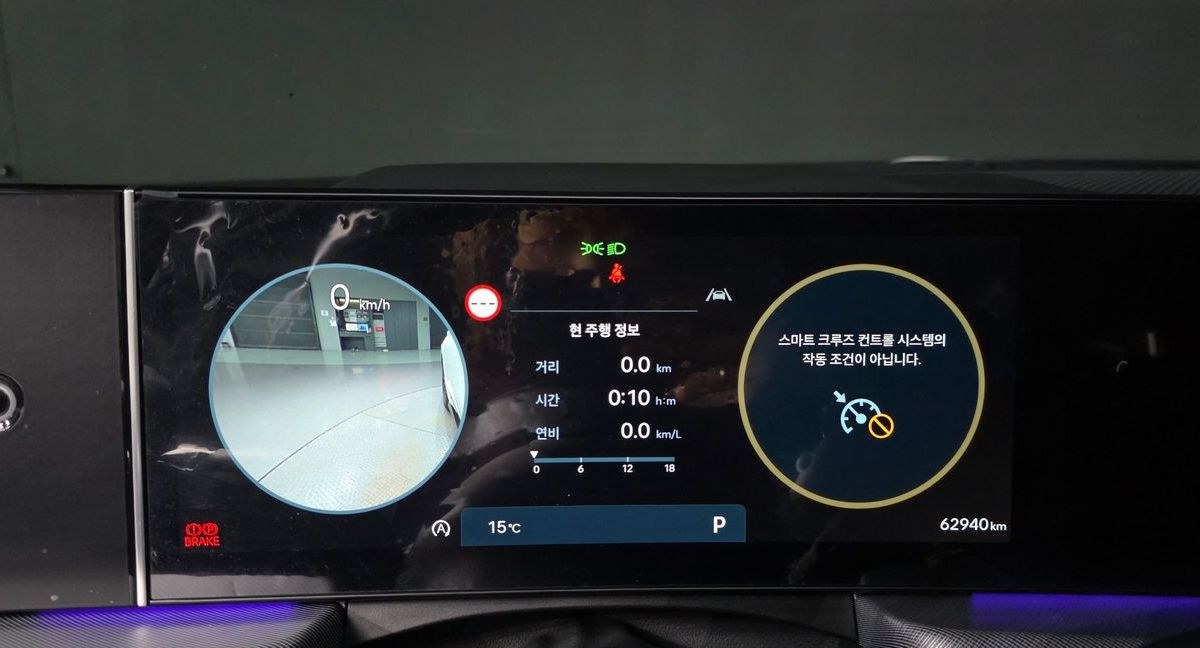 0 km/h
현 주행 정보
거리 0.0 km
시간 0:10 h:m
연비 0.0 km/L
0 6 12 18
스마트 크루즈 컨트롤 시스템의
작동 조건이 아닙니다.
BRAKE
A
15℃ P
62940 km